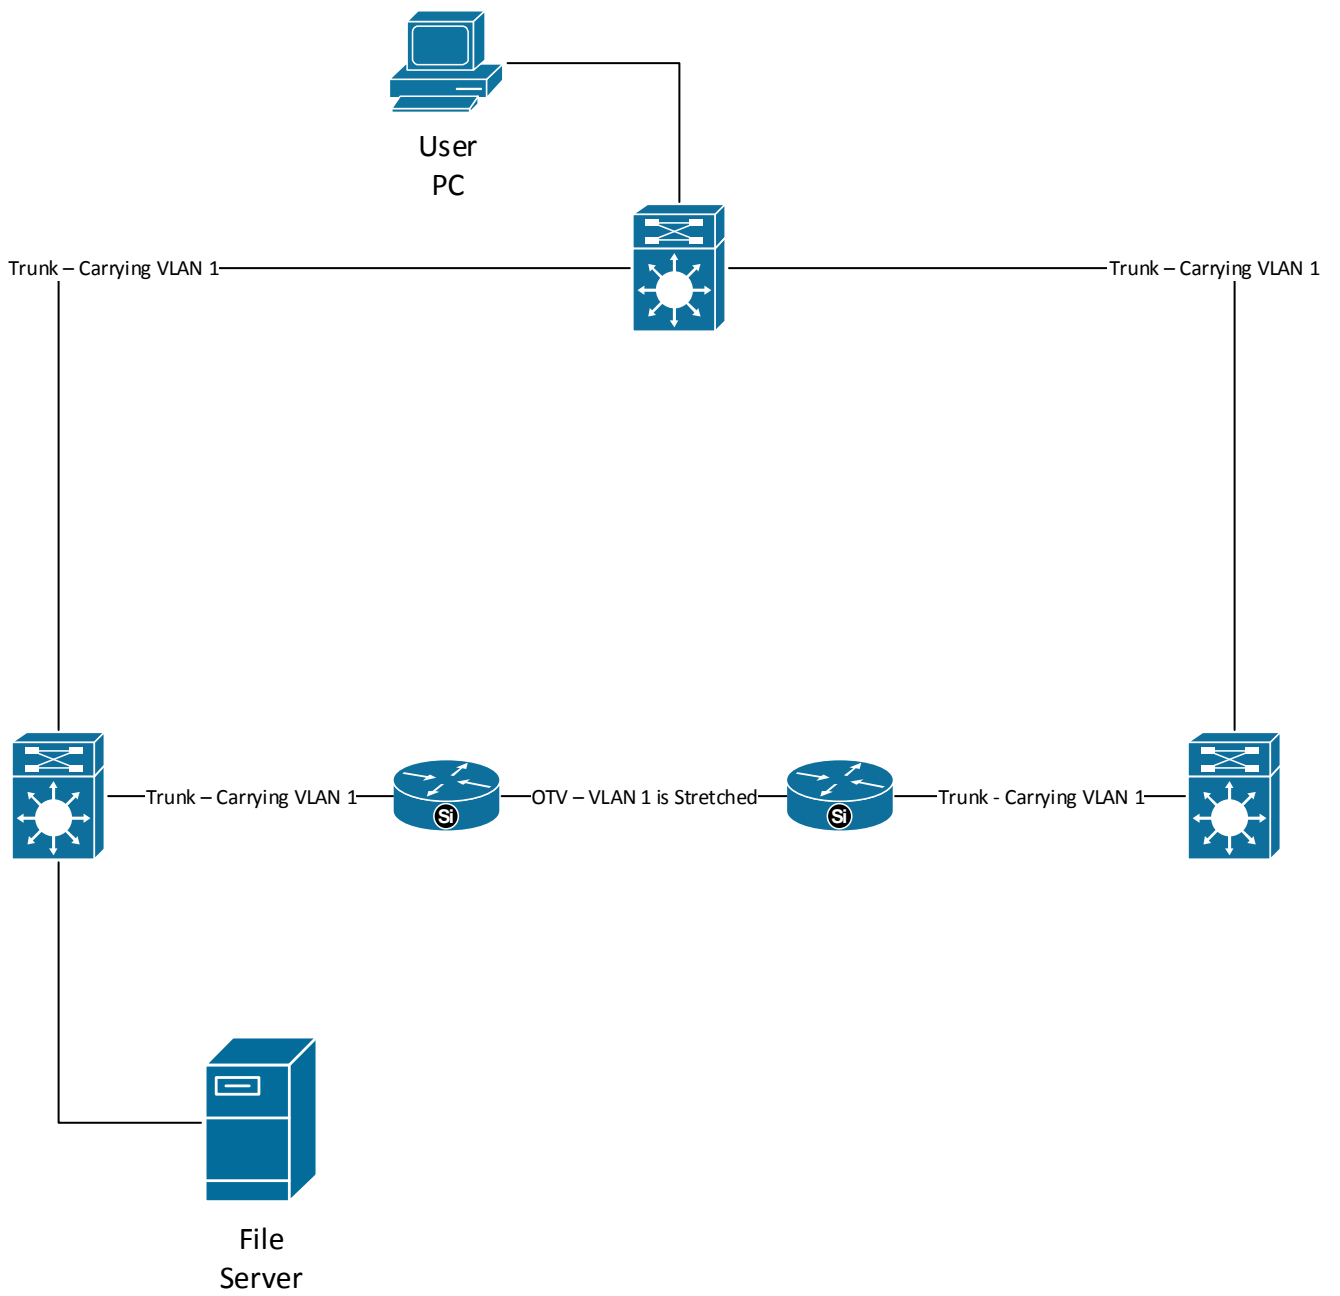 User
PC
Trunk – Carrying VLAN 1
Trunk – Carrying VLAN 1
Trunk – Carrying VLAN 1
OTV – VLAN 1 is Stretched
Trunk - Carrying VLAN 1
Si
Si
File
Server